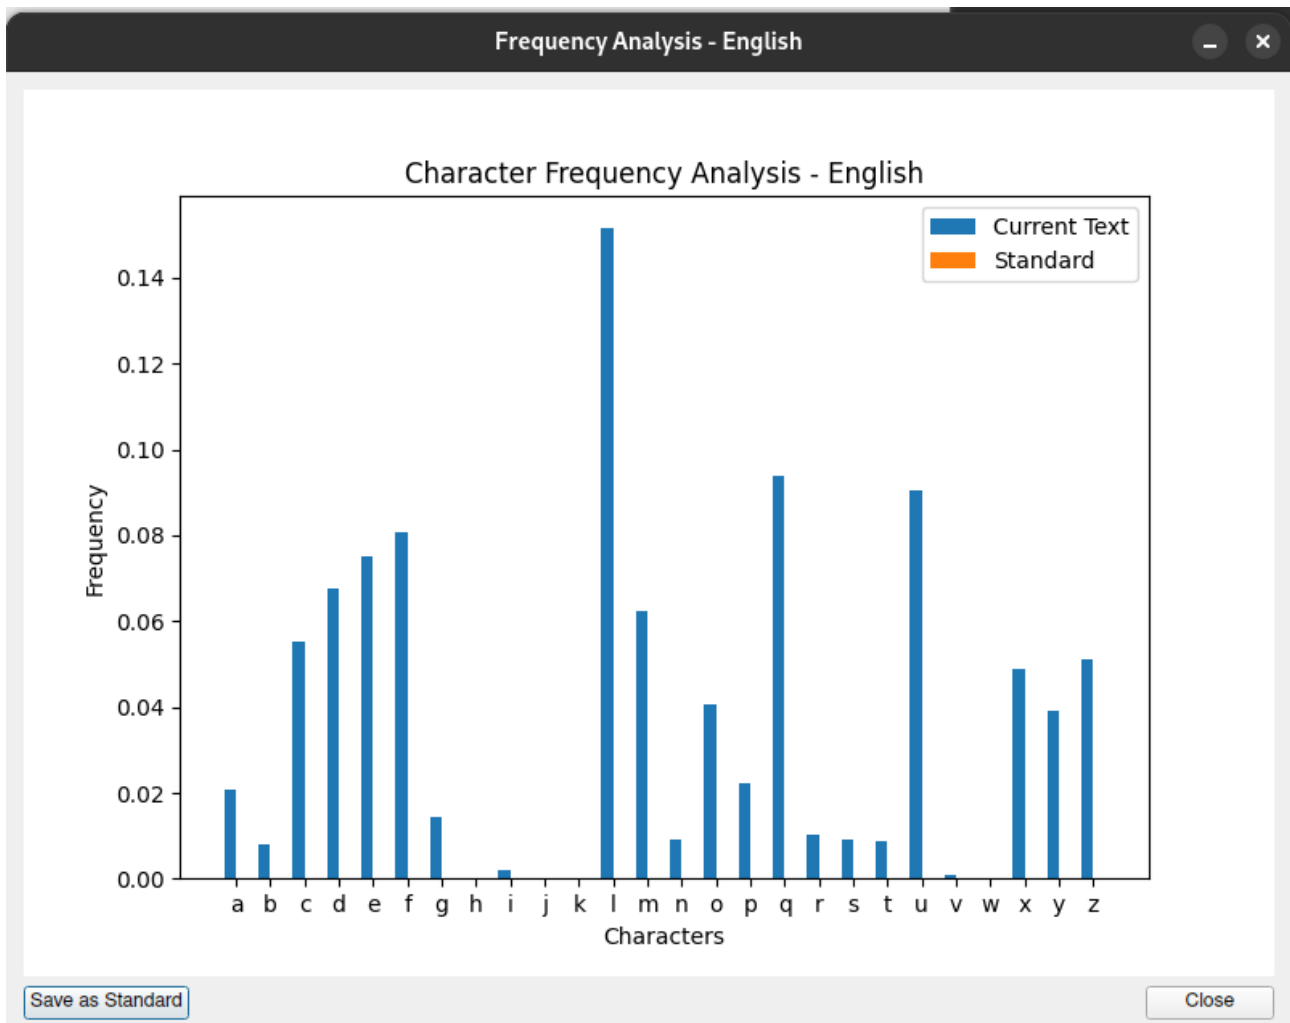 Frequency Analysis - English
Character Frequency Analysis - English
Current Text
Standard
0.14
0.12
0.10
0.08
0.06
0.04
0.02
0.00
Frequency
a b c d e f g h i j k l m n o p q r s t u v w x y z
Characters
Save as Standard
Close